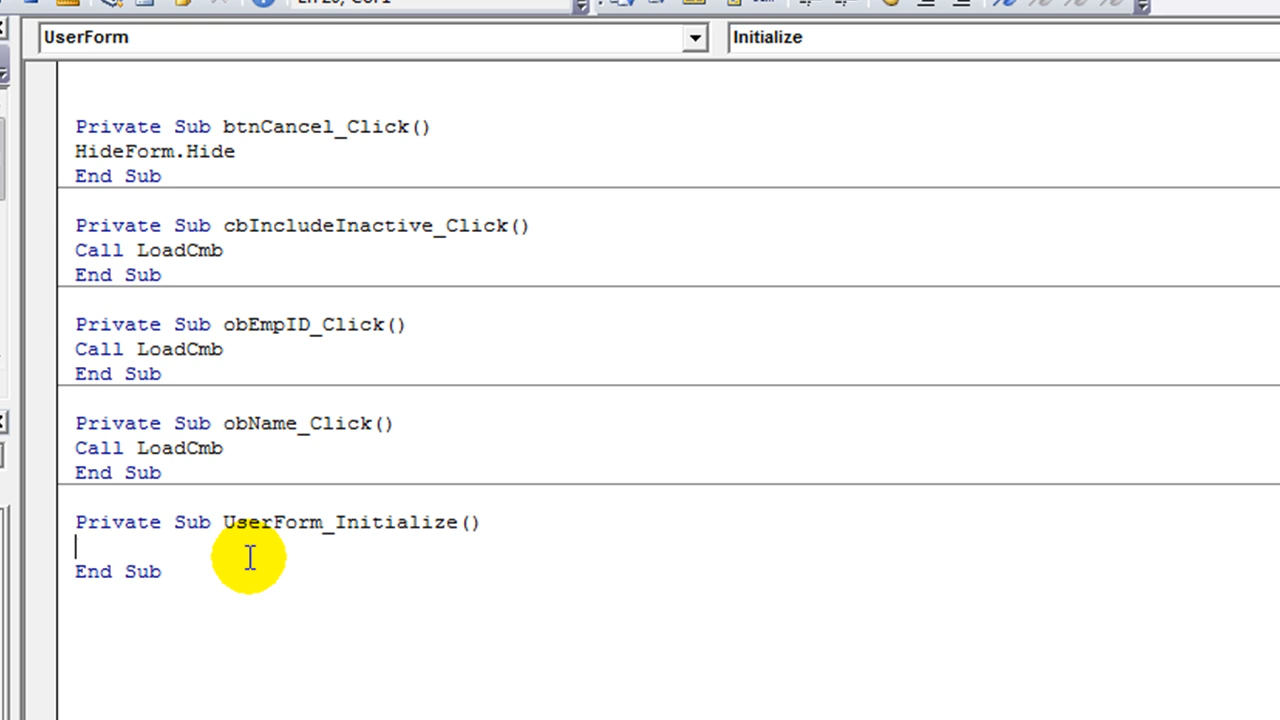 UserForm
Initialize
Private Sub btnCancel_Click()
HideForm.Hide
End Sub
Private Sub cbIncludeInactive_Click()
Call LoadCmb
End Sub
Private Sub obEmpID_Click()
Call LoadCmb
End Sub
Private Sub obName_Click()
Call LoadCmb
End Sub
Private Sub UserForm_Initialize()
End Sub